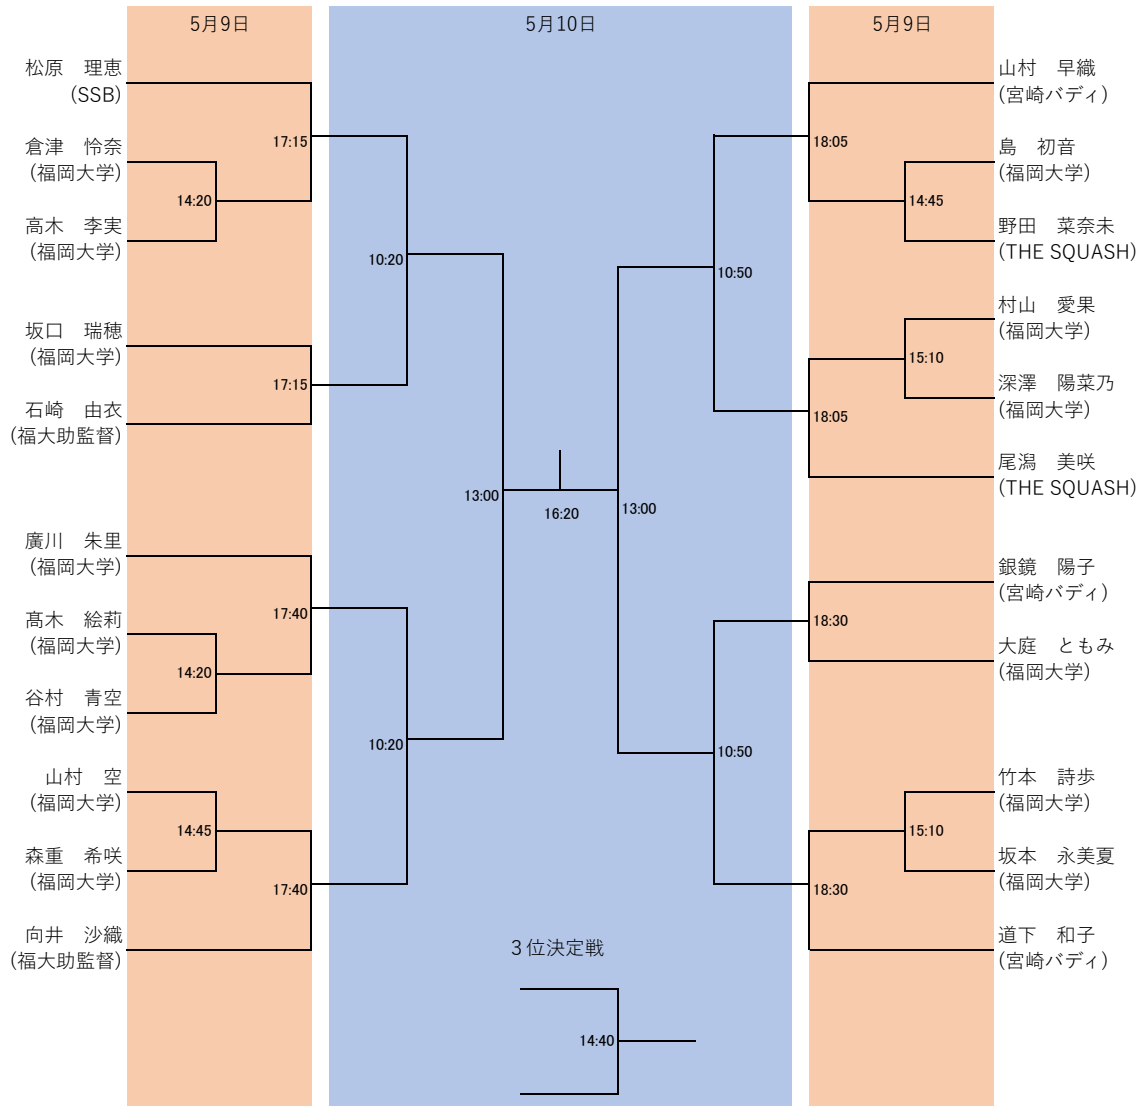 5月9日
5月10日
5月9日
松原　理恵
(SSB)
倉津　怜奈
(福岡大学)
高木　李実
(福岡大学)
坂口　瑞穂
(福岡大学)
石崎　由衣
(福大助監督)
廣川　朱里
(福岡大学)
髙木　絵莉
(福岡大学)
谷村　青空
(福岡大学)
山村　空
(福岡大学)
森重　希咲
(福岡大学)
向井　沙織
(福大助監督)
14:20
17:15
17:15
14:20
17:40
14:45
17:40
10:20
10:20
13:00
16:20
13:00
10:50
10:50
３位決定戦
14:40
18:05
14:45
15:10
18:05
18:30
15:10
18:30
山村　早織
(宮崎バディ)
島　初音
(福岡大学)
野田　菜奈未
(THE SQUASH)
村山　愛果
(福岡大学)
深澤　陽菜乃
(福岡大学)
尾潟　美咲
(THE SQUASH)
銀鏡　陽子
(宮崎バディ)
大庭　ともみ
(福岡大学)
竹本　詩歩
(福岡大学)
坂本　永美夏
(福岡大学)
道下　和子
(宮崎バディ)